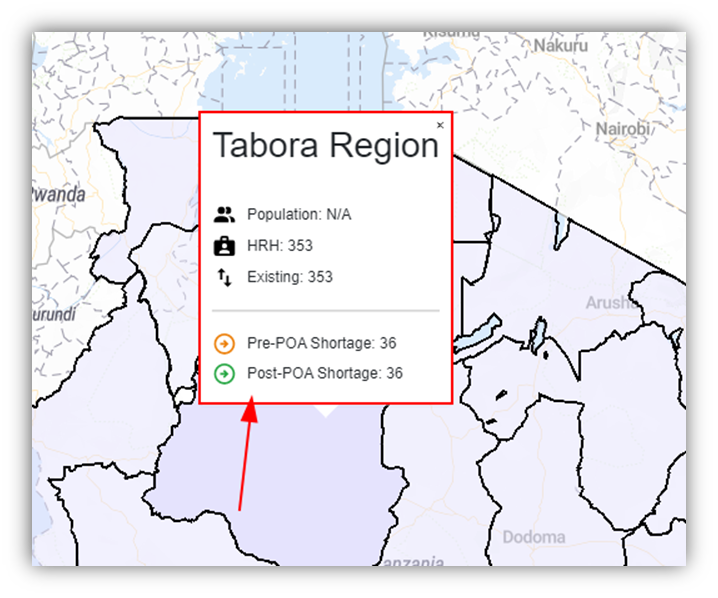 Kisumu
Nakuru
Nairobi
Rwanda
×
Tabora Region
Population: N/A
HRH: 353
Existing: 353
Arusha
urundi
Pre-POA Shortage: 36
Post-POA Shortage: 36
Dodoma
anzania